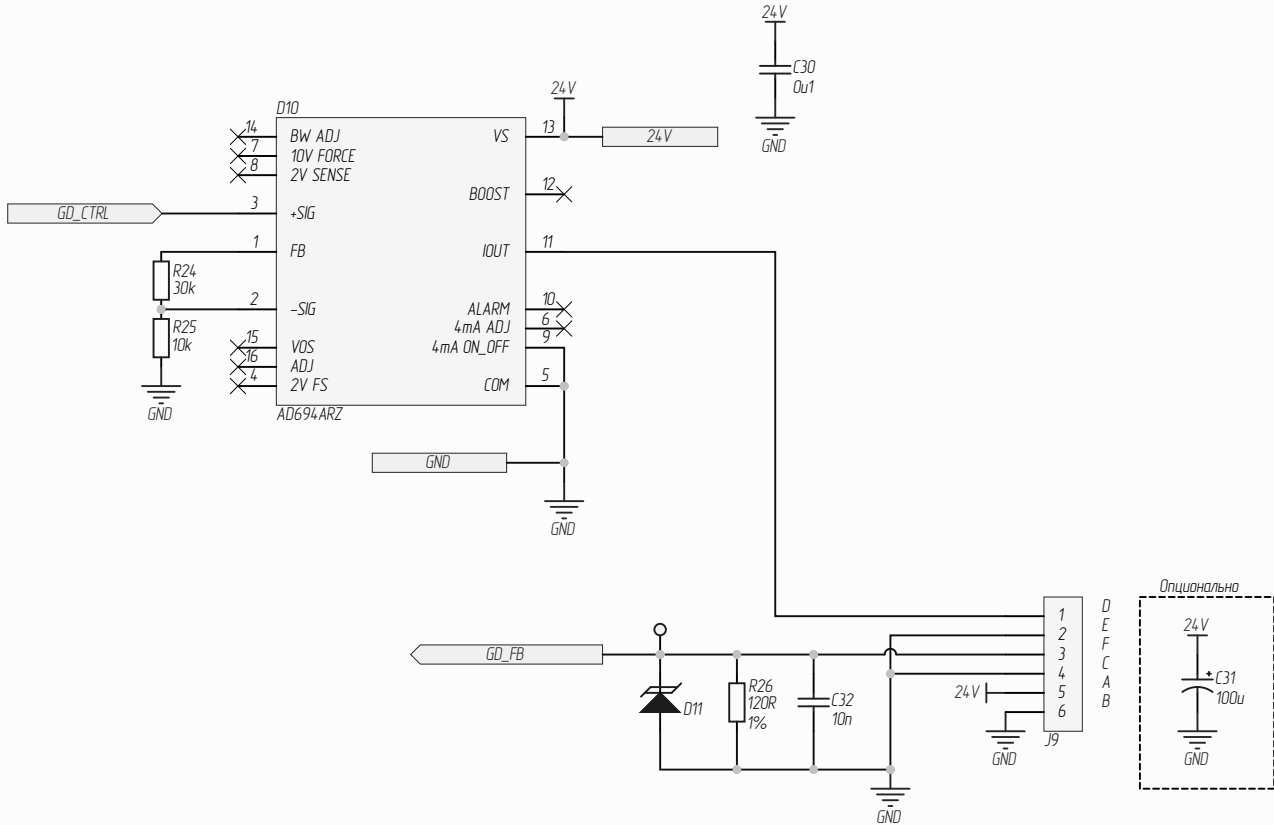 24V
C30
0u1
GND
24V
D10
14
BW ADJ
7
10V FORCE
8
2V SENSE
VS
13
24V
BOOST
12
GD_CTRL
3
+SIG
1
FB
IOUT
11
R24
30k
2
-SIG
ALARM
10
4mA ADJ
6
R25
10k
15
VOS
4mA ON_OFF
9
16
ADJ
4
2V FS
COM
5
GND
AD694ARZ
GND
GND
Опционально
D
E
F
C
A
B
1
2
3
4
5
6
24V
J9
GND
24V
+
C31
100u
GND
GD_FB
D11
R26
120R
1%
C32
10n
GND